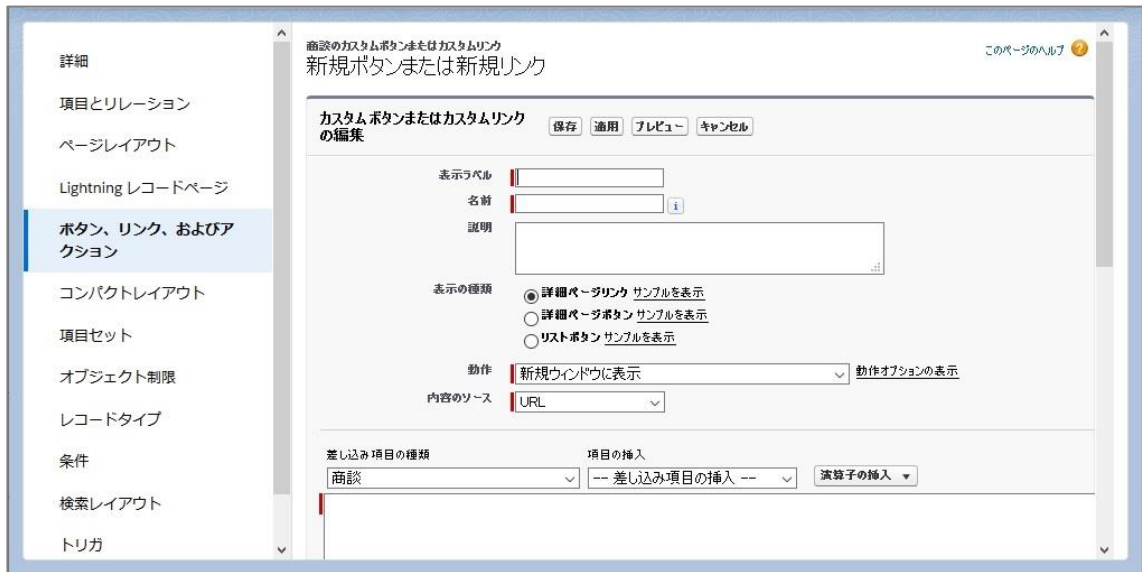 詳細
項目とリレーション
ページレイアウト
Lightning レコードページ
ボタン、リンク、およびア
クション
コンパクトレイアウト
項目セット
オブジェクト制限
レコードタイプ
条件
検索レイアウト
トリガ
商談のカスタムボタンまたはカスタムリンク
新規ボタンまたは新規リンク
このページのヘルプ ?
カスタム ボタンまたはカスタムリンク
の編集
保存 適用 プレビュー キャンセル
表示ラベル
名前 i
説明
表示の種類
詳細ページリンク サンプルを表示
詳細ページボタン サンプルを表示
リストボタン サンプルを表示
動作 新規ウィンドウに表示 動作オプションの表示
内容のソース URL
差し込み項目の種類 項目の挿入
商談 -- 差し込み項目の挿入 -- 演算子の挿入